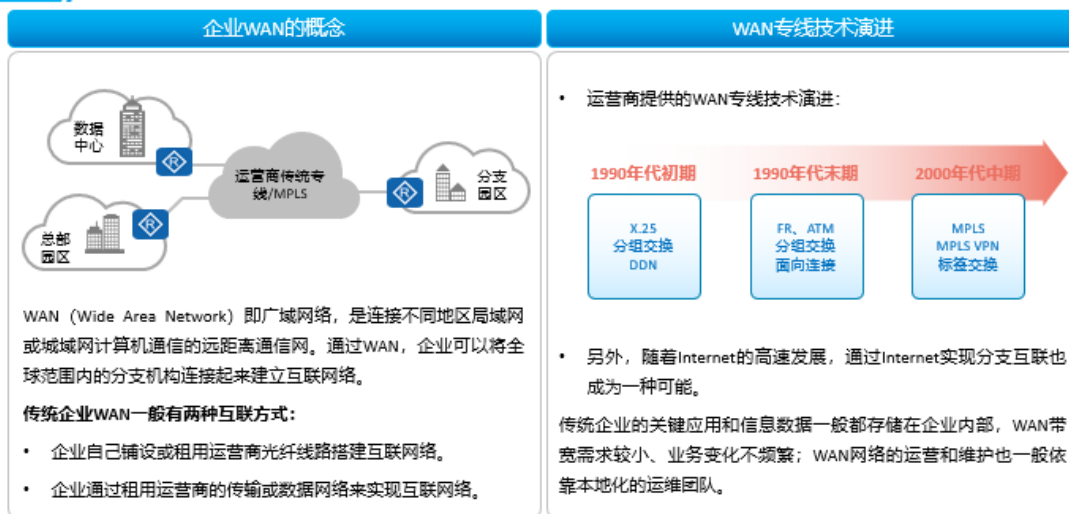 企业WAN的概念
数据
中心
运营商传统专
线/MPLS
分支
园区
总部
园区
WAN（Wide Area Network）即广域网络，是连接不同地区局域网
或城域网计算机通信的远距离通信网。通过WAN，企业可以将全
球范围内的分支机构连接起来建立互联网络。
传统企业WAN一般有两种互联方式：
• 企业自己铺设或租用运营商光纤线路搭建互联网络。
• 企业通过租用运营商的传输或数据网络来实现互联网络。
WAN专线技术演进
• 运营商提供的WAN专线技术演进：
1990年代初期
1990年代末期
2000年代中期
X.25
分组交换
DDN
FR、ATM
分组交换
面向连接
MPLS
MPLS VPN
标签交换
• 另外，随着Internet的高速发展，通过Internet实现分支互联也
成为一种可能。
传统企业的关键应用和信息数据一般都存储在企业内部，WAN带
宽需求较小、业务变化不频繁；WAN网络的运营和维护也一般依
靠本地化的运维团队。
R
R
R